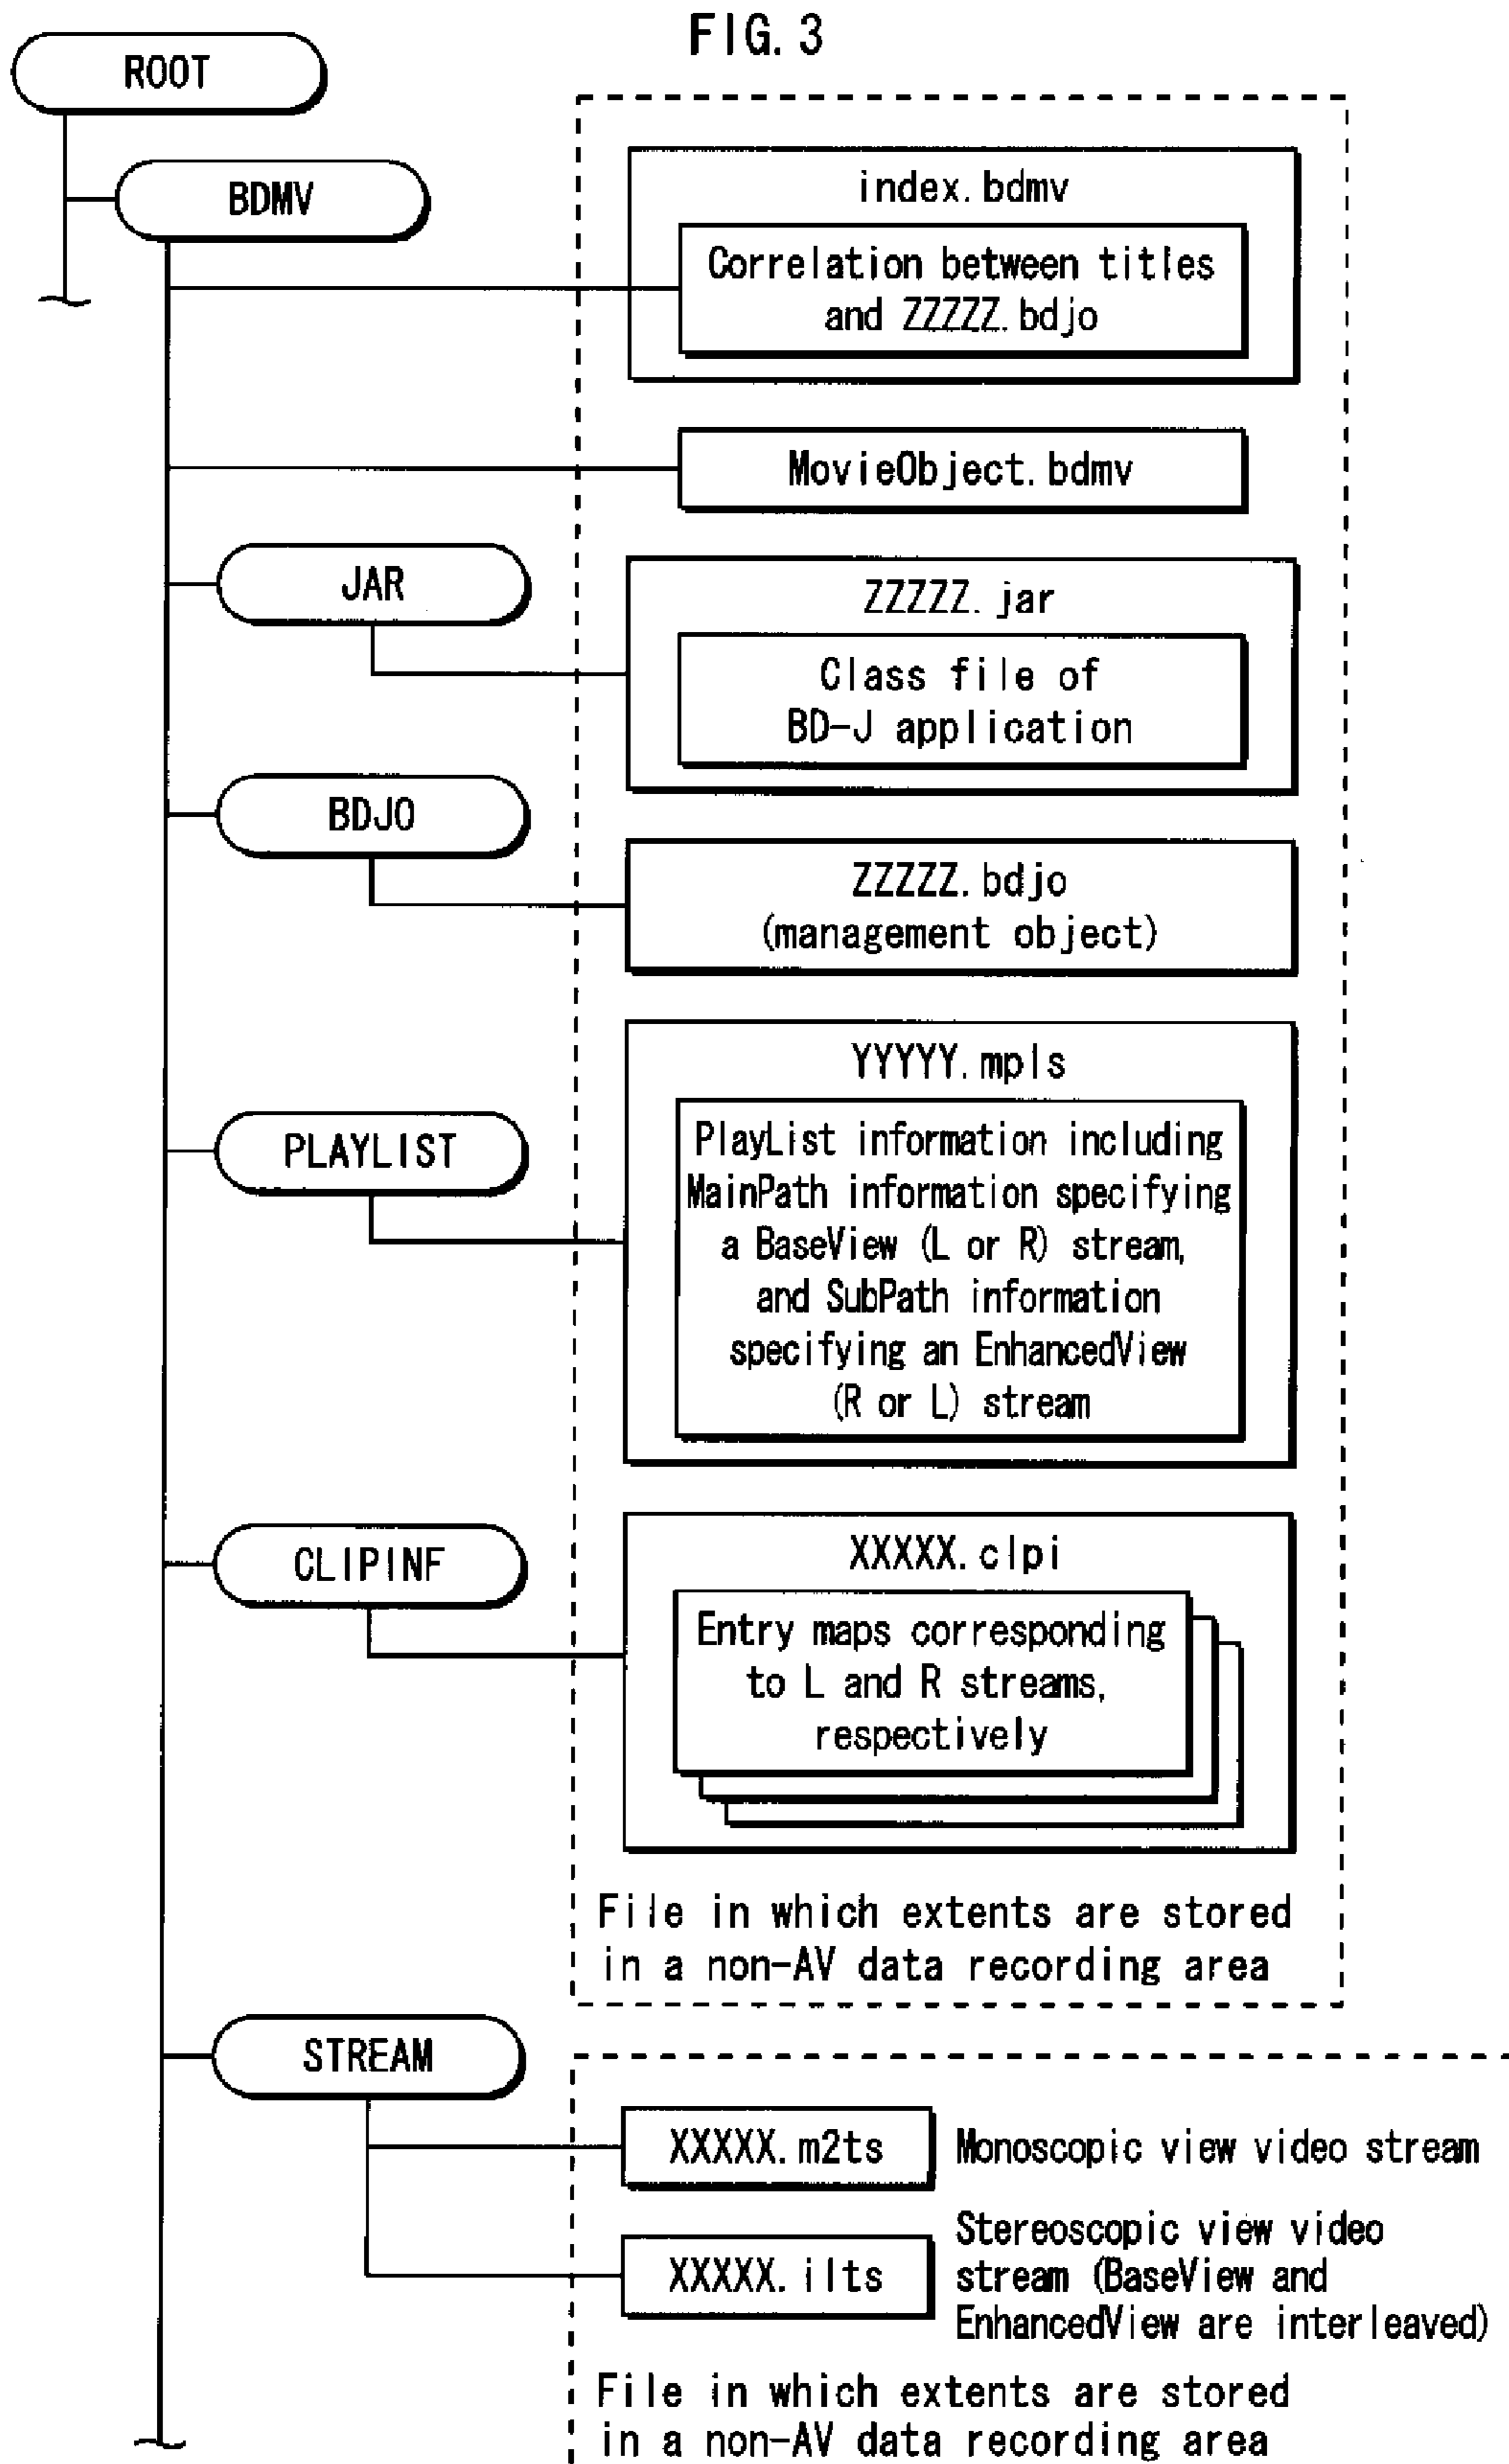 FIG. 3
ROOT
BDMV
index.bdmv
Correlation between titles
and ZZZZZ.bdjo
MovieObject.bdmv
JAR
ZZZZZ.jar
Class file of
BD-J application
BDJO
ZZZZZ.bdjo
(management object)
YYYYY.mpls
PLAYLIST
PlayList information including
MainPath information specifying
a BaseView (L or R) stream,
and SubPath information
specifying an EnhancedView
(R or L) stream
CLIPINF
XXXXX.clpi
Entry maps corresponding
to L and R streams,
respectively
File in which extents are stored
in a non-AV data recording area
STREAM
XXXXX.m2ts
Monoscopic view video stream
XXXXX.ilts
Stereoscopic view video
stream (BaseView and
EnhancedView are interleaved)
File in which extents are stored
in a non-AV data recording area